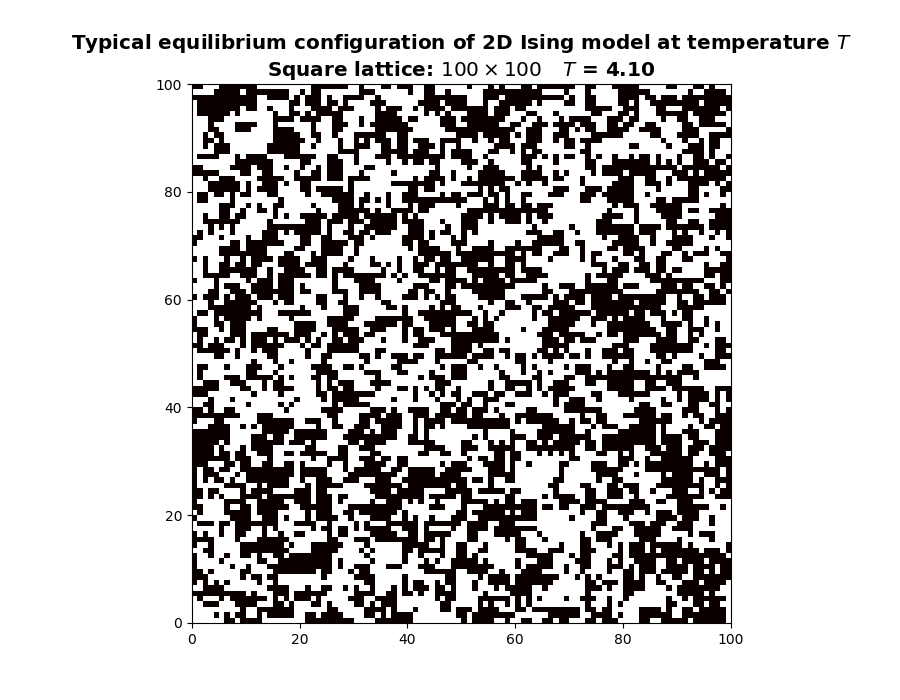 Typical equilibrium configuration of 2D Ising model at temperature T
Square lattice: 100 × 100 T = 4.10
100
80
60
40
20
0
0 20 40 60 80 100